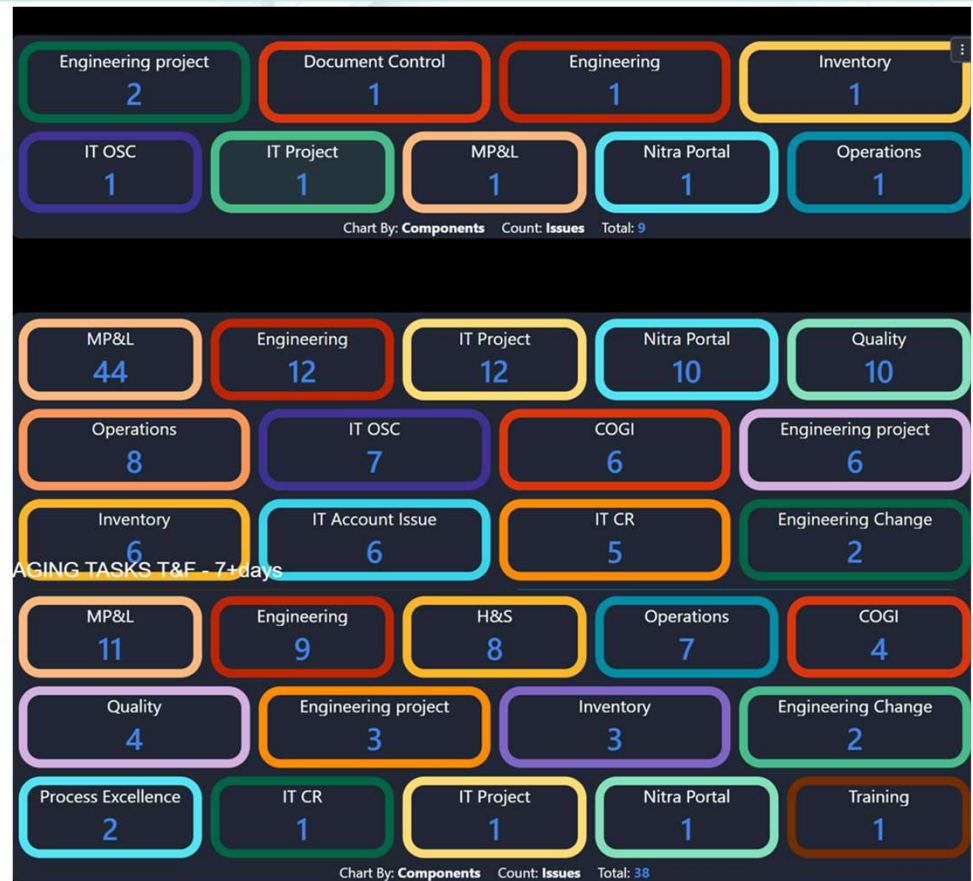 Engineering project Document Control Engineering Inventory
2 1 1 1
IT OSC IT Project MP&L Nitra Portal Operations
1 1 1 1 1
Chart By: Components Count: Issues Total: 9
MP&L Engineering IT Project Nitra Portal Quality
44 12 12 10 10
Operations IT OSC COGI Engineering project
8 7 6 6
Inventory IT Account Issue IT CR Engineering Change
6 6 5 2
AGING TASKS T&F - 7+days
MP&L Engineering H&S Operations COGI
11 9 8 7 4
Quality Engineering project Inventory Engineering Change
4 3 3 2
Process Excellence IT CR IT Project Nitra Portal Training
2 1 1 1 1
Chart By: Components Count: Issues Total: 38